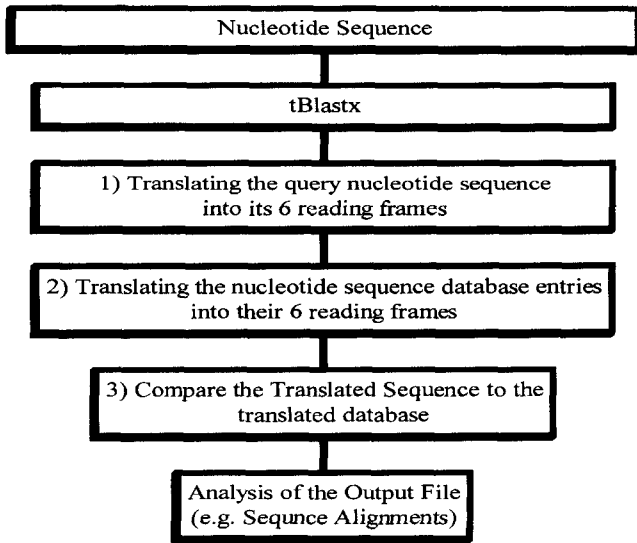 Nucleotide Sequence
tBlastx
1) Translating the query nucleotide sequence
into its 6 reading frames
2) Translating the nucleotide sequence database entries
into their 6 reading frames
3) Compare the Translated Sequence to the
translated database
Analysis of the Output File
(e.g. Sequnce Alignments)